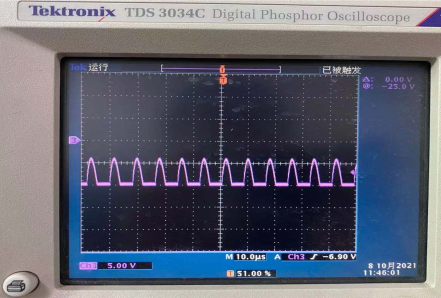 Tektronix TDS 3034C Digital Phosphor Oscilloscope
Tek 运行 已被触发
Δ: 0.00 V
@: -25.0 V
3
M 10.0μs A Ch3 ∫ -6.90 V
Ch3 5.00 V
51.00 %
8 10月 2021
11:46:01